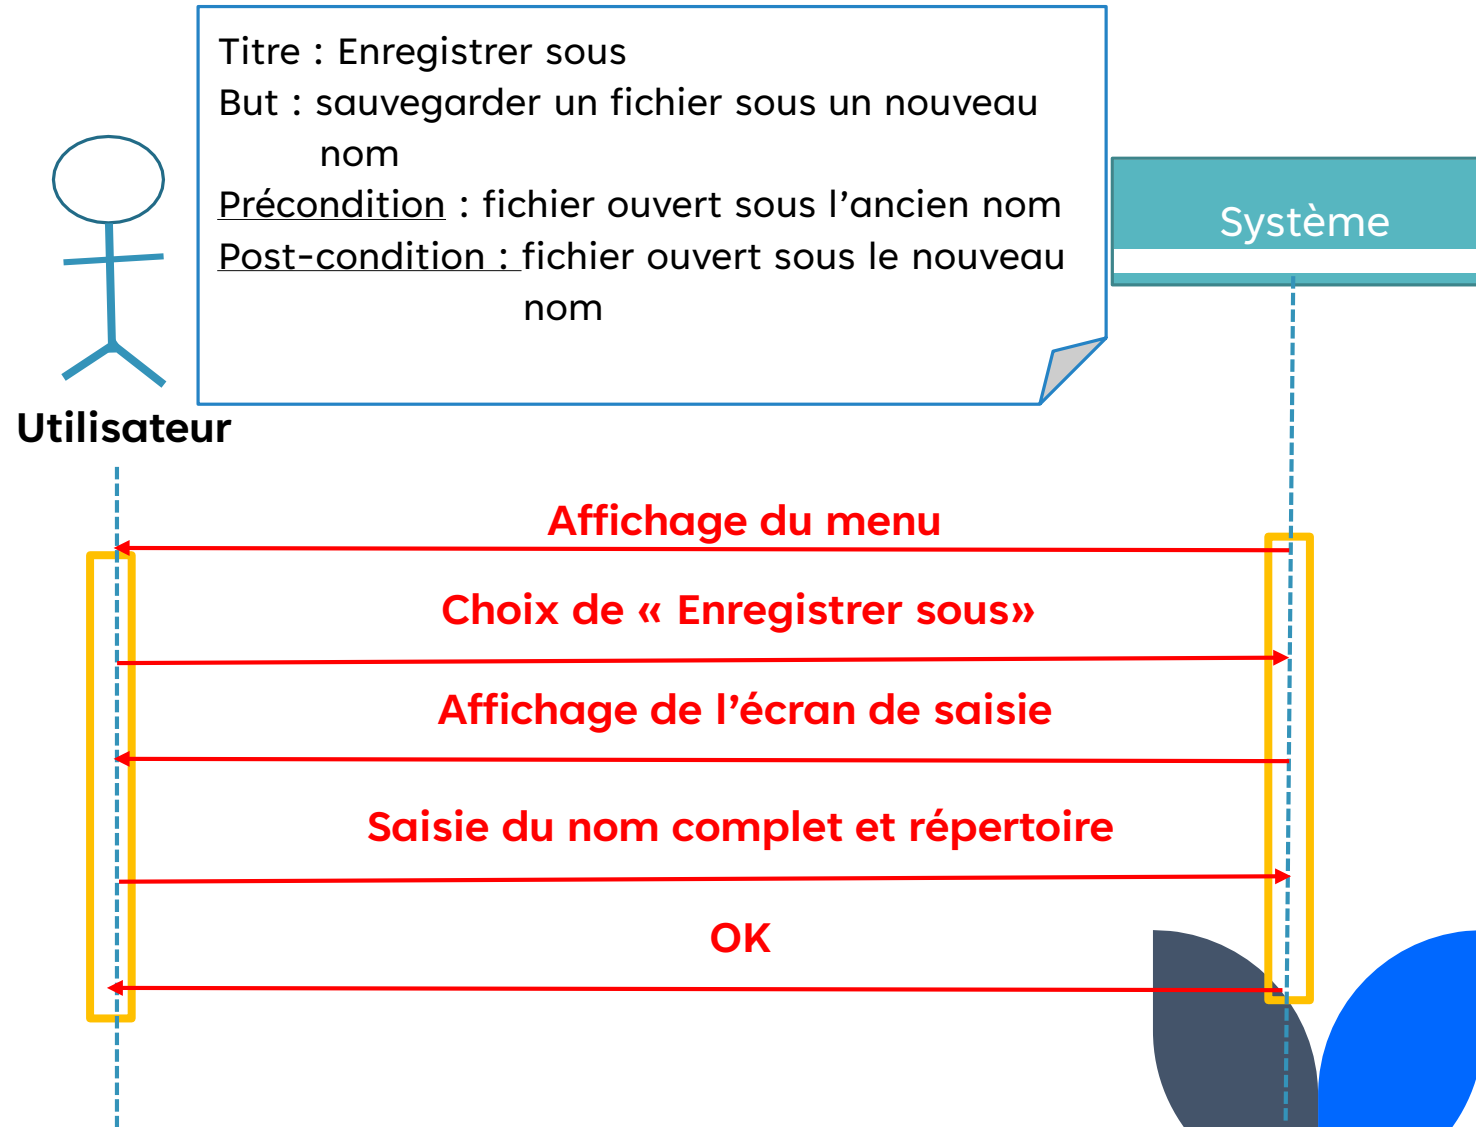 Titre : Enregistrer sous
But : sauvegarder un fichier sous un nouveau
nom
Précondition : fichier ouvert sous l’ancien nom
Post-condition : fichier ouvert sous le nouveau
nom
Système
Utilisateur
Affichage du menu
Choix de « Enregistrer sous»
Affichage de l’écran de saisie
Saisie du nom complet et répertoire
OK